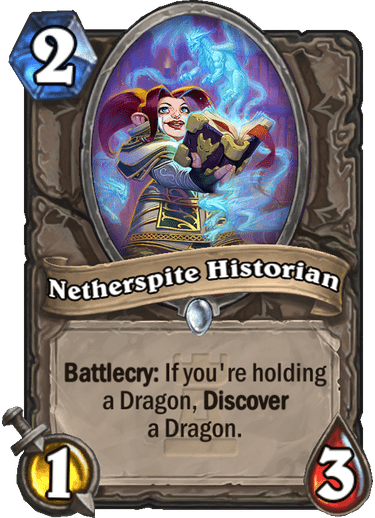 2
Netherspite Historian
Battlecry: If you're holding
a Dragon, Discover
a Dragon.
1
3